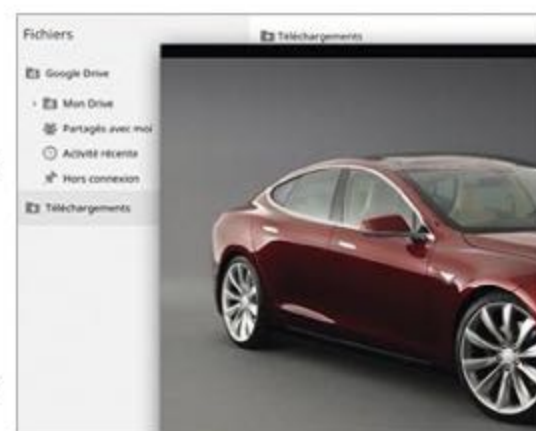 Fichiers
Téléchargements
Google Drive
Mon Drive
Partagés avec moi
Activité récente
Hors connexion
Téléchargements